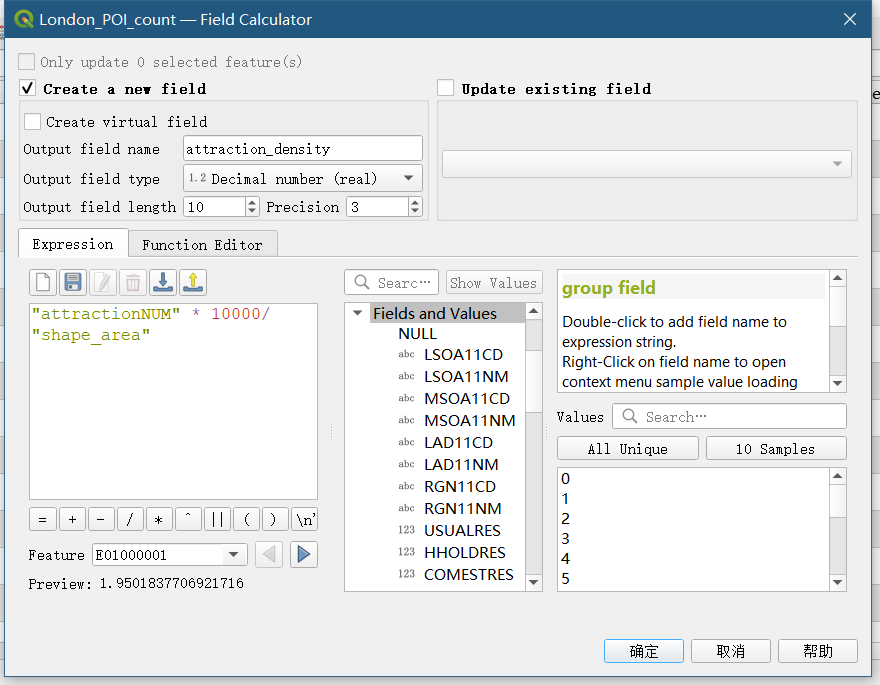 London_POI_count — Field Calculator
Only update 0 selected feature(s)
Create a new field
Update existing field
Create virtual field
Output field name attraction_density
Output field type 1.2 Decimal number (real)
Output field length 10 Precision 3
Expression Function Editor
Searc… Show Values
"attractionNUM" * 10000/
"shape_area"
= + - / * ^ || ( ) \n'
Feature E01000001
Preview: 1.9501837706921716
Fields and Values
NULL
abc LSOA11CD
abc LSOA11NM
abc MSOA11CD
abc MSOA11NM
abc LAD11CD
abc LAD11NM
abc RGN11CD
abc RGN11NM
123 USUALRES
123 HHOLDRES
123 COMESTRES
group field
Double-click to add field name to
expression string.
Right-Click on field name to open
context menu sample value loading
Values Search…
All Unique 10 Samples
0
1
2
3
4
5
确定 取消 帮助